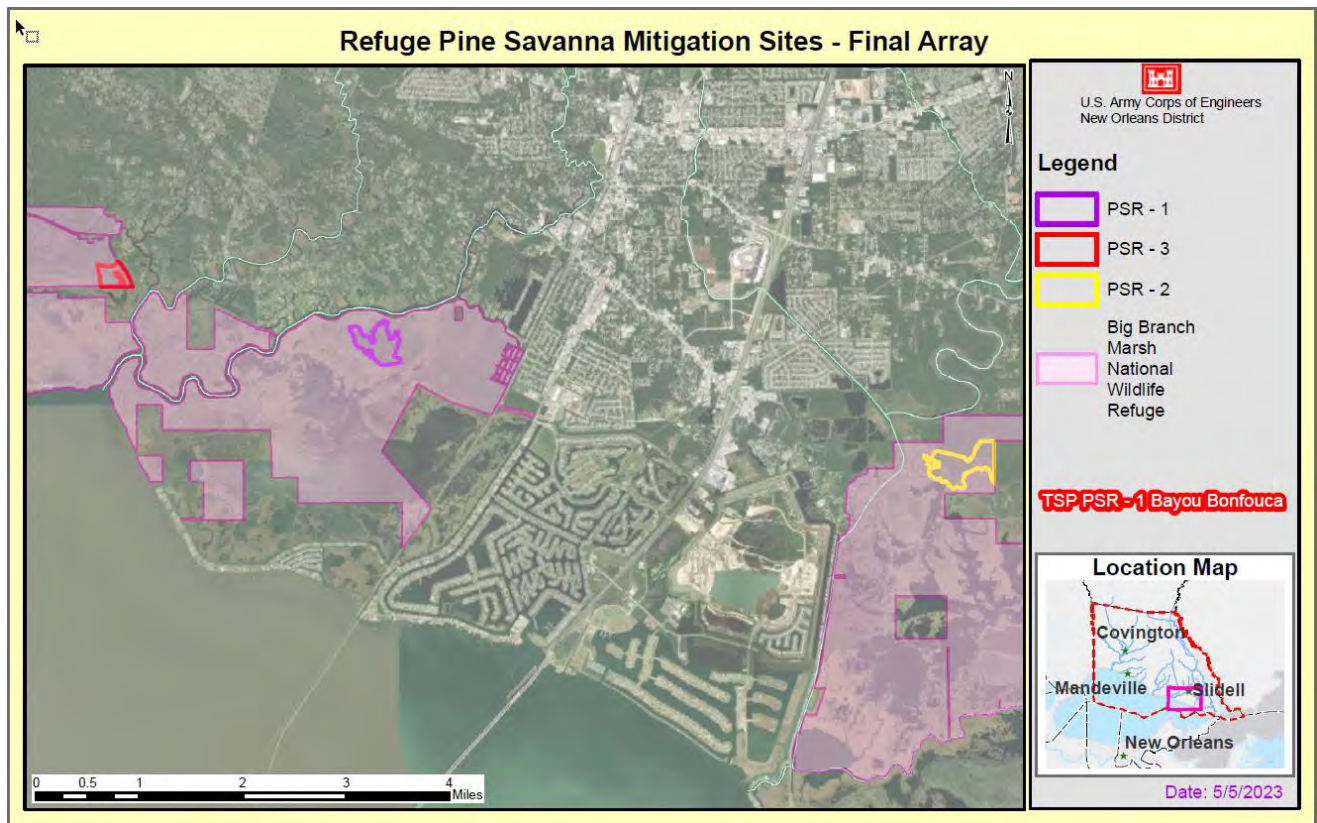 Refuge Pine Savanna Mitigation Sites - Final Array
N
U.S. Army Corps of Engineers
New Orleans District
Legend
PSR - 1
PSR - 3
PSR - 2
Big Branch
Marsh
National
Wildlife
Refuge
TSP PSR - 1 Bayou Bonfouca
Location Map
Covington
Mandeville
Slidell
New Orleans
0 0.5 1 2 3 4
Miles
Date: 5/5/2023